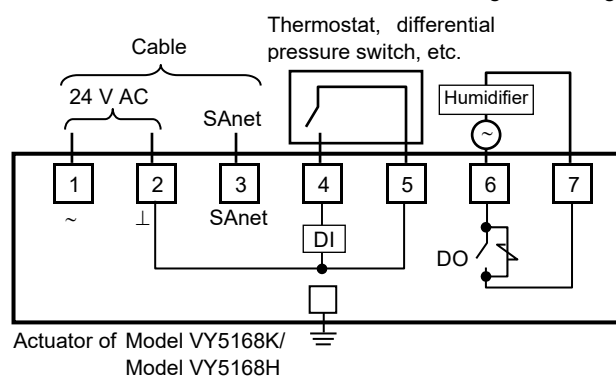 Thermostat, differential
pressure switch, etc.
Cable
24 V AC
SAnet
Humidifier
~
1 2 3 4 5 6 7
~ ⊥ SAnet
DI
DO
Actuator of Model VY5168K/
Model VY5168H